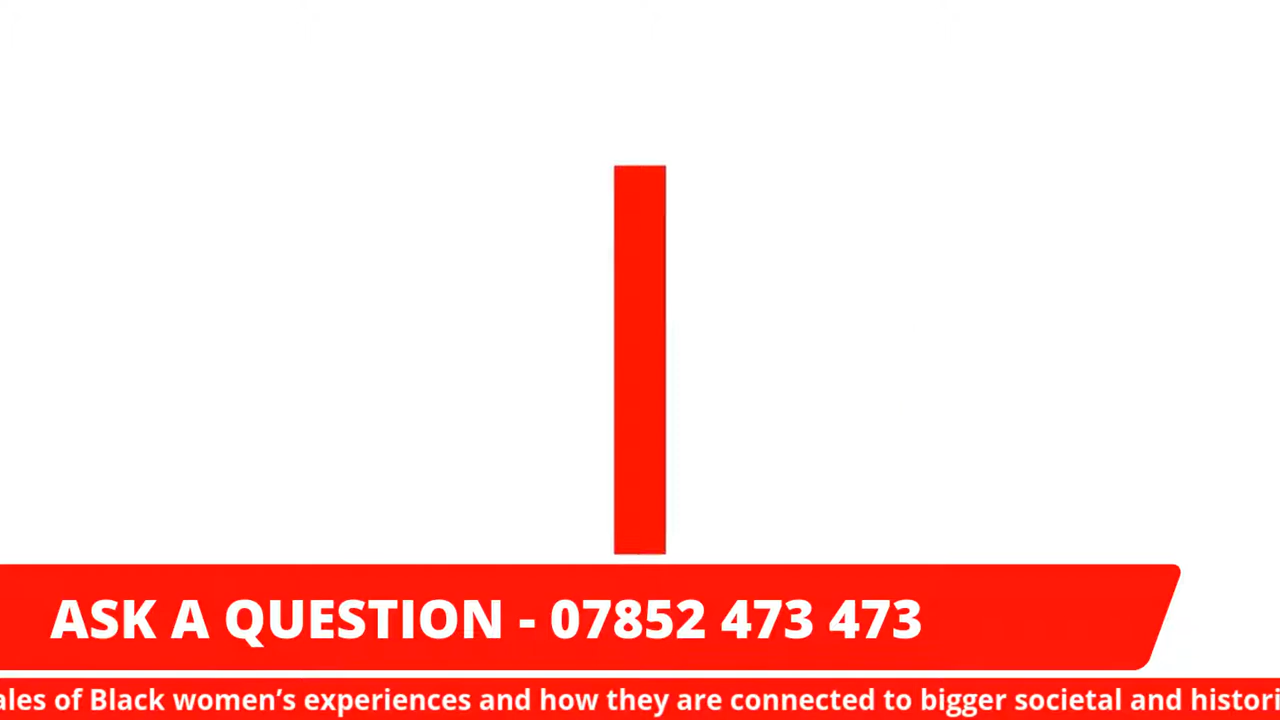 ASK A QUESTION - 07852 473 473
of Black women’s experiences and how they are connected to bigger societal and